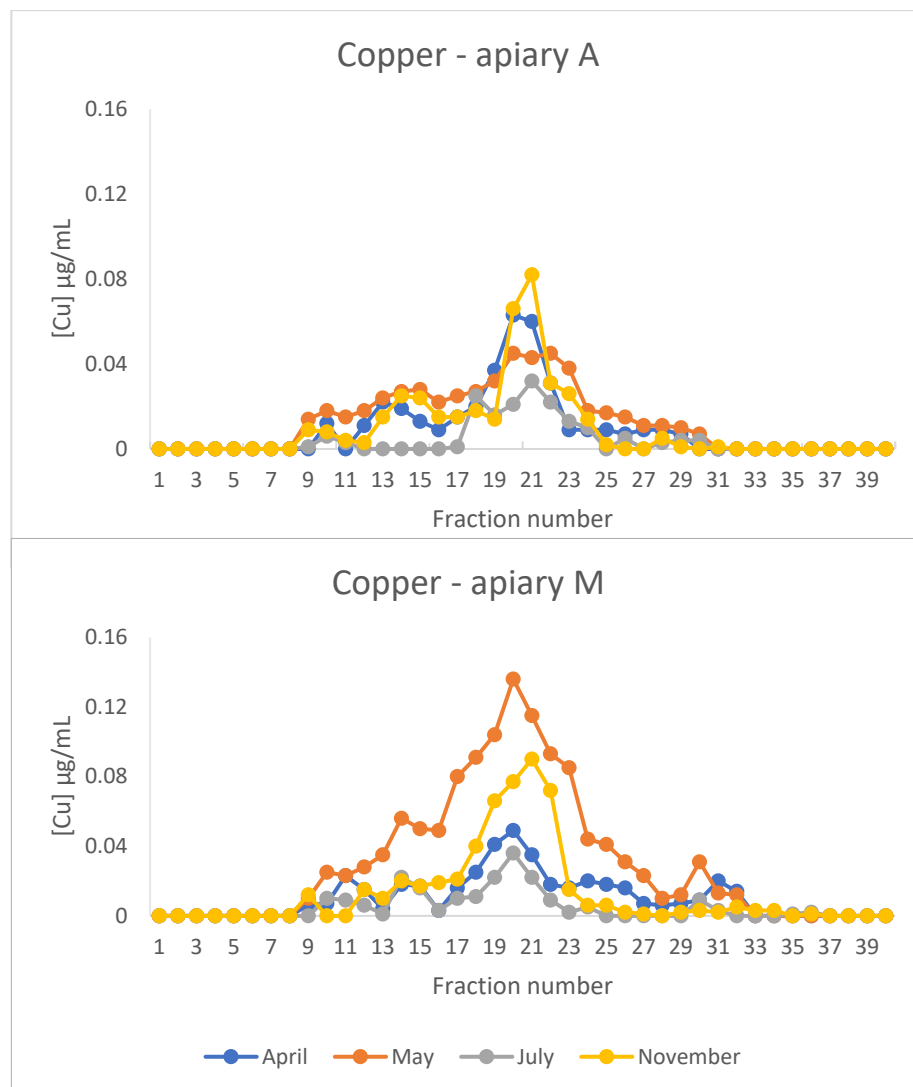 Copper - apiary A
0.16
0.12
0.08
0.04
0
[Cu] µg/mL
1 3 5 7 9 11 13 15 17 19 21 23 25 27 29 31 33 35 37 39
Fraction number
Copper - apiary M
0.16
0.12
0.08
0.04
0
[Cu] µg/mL
1 3 5 7 9 11 13 15 17 19 21 23 25 27 29 31 33 35 37 39
Fraction number
April May July November